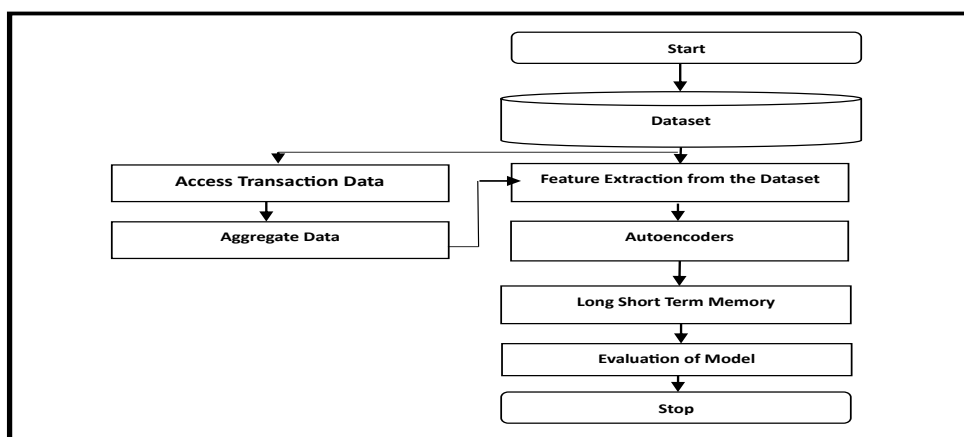 Start
Dataset
Access Transaction Data
Feature Extraction from the Dataset
Aggregate Data
Autoencoders
Long Short Term Memory
Evaluation of Model
Stop